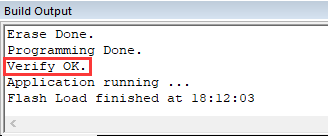 Build Output
Erase Done.
Programming Done.
Verify OK.
Application running ...
Flash Load finished at 18:12:03